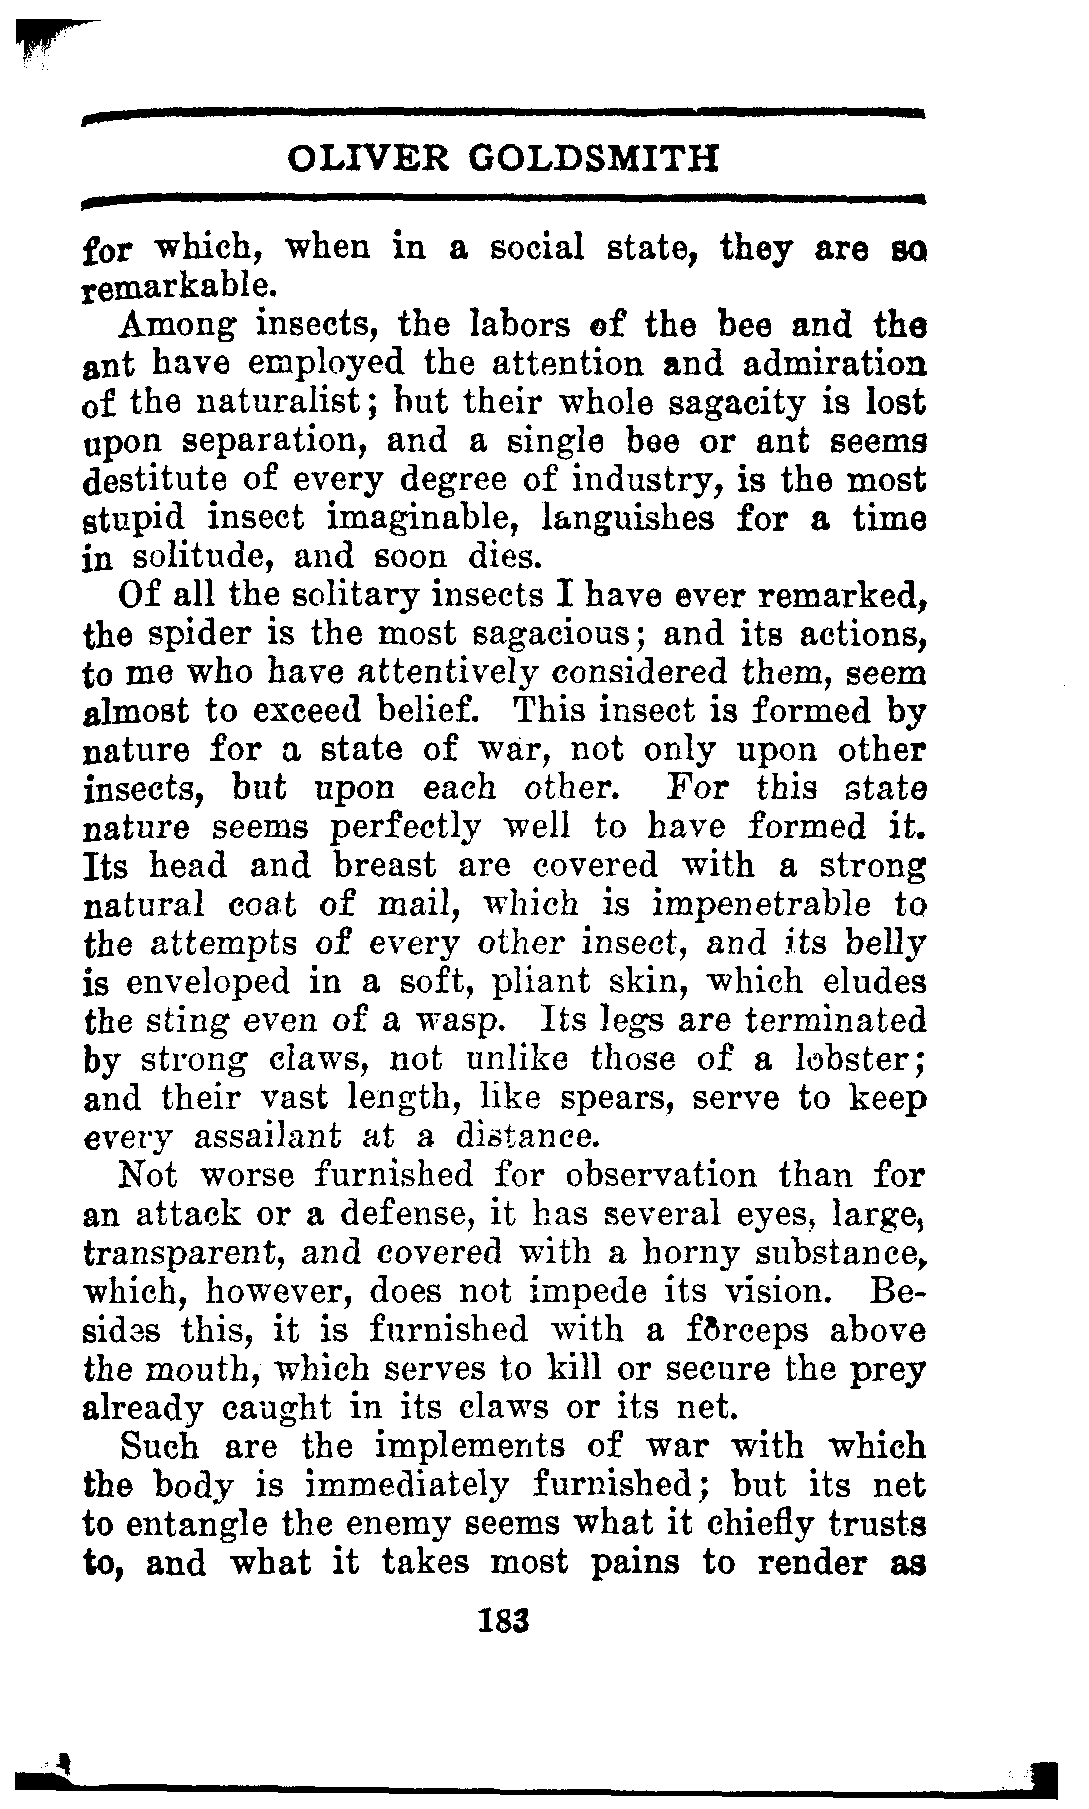 OLIVER GOLDSMITH
for which, when in a social state, they are so
remarkable.
Among insects, the labors of the bee and the
ant have employed the attention and admiration
of the naturalist; but their whole sagacity is lost
upon separation, and a single bee or ant seems
destitute of every degree of industry, is the most
stupid insect imaginable, languishes for a time
in solitude, and soon dies.
Of all the solitary insects I have ever remarked,
the spider is the most sagacious; and its actions,
to me who have attentively considered them, seem
almost to exceed belief. This insect is formed by
nature for a state of war, not only upon other
insects, but upon each other. For this state
nature seems perfectly well to have formed it.
Its head and breast are covered with a strong
natural coat of mail, which is impenetrable to
the attempts of every other insect, and its belly
is enveloped in a soft, pliant skin, which eludes
the sting even of a wasp. Its legs are terminated
by strong claws, not unlike those of a lobster;
and their vast length, like spears, serve to keep
every assailant at a distance.
Not worse furnished for observation than for
an attack or a defense, it has several eyes, large,
transparent, and covered with a horny substance,
which, however, does not impede its vision. Be-
sides this, it is furnished with a forceps above
the mouth, which serves to kill or secure the prey
already caught in its claws or its net.
Such are the implements of war with which
the body is immediately furnished; but its net
to entangle the enemy seems what it chiefly trusts
to, and what it takes most pains to render as
183